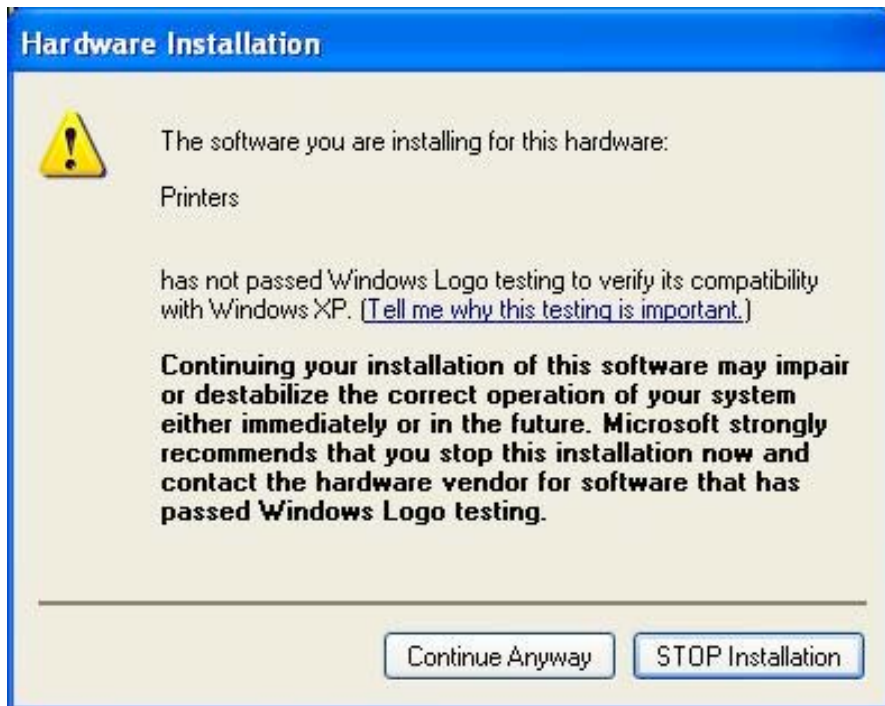 Hardware Installation
The software you are installing for this hardware:
Printers
has not passed Windows Logo testing to verify its compatibility
with Windows XP. (Tell me why this testing is important.)
Continuing your installation of this software may impair
or destabilize the correct operation of your system
either immediately or in the future. Microsoft strongly
recommends that you stop this installation now and
contact the hardware vendor for software that has
passed Windows Logo testing.
Continue Anyway
STOP Installation